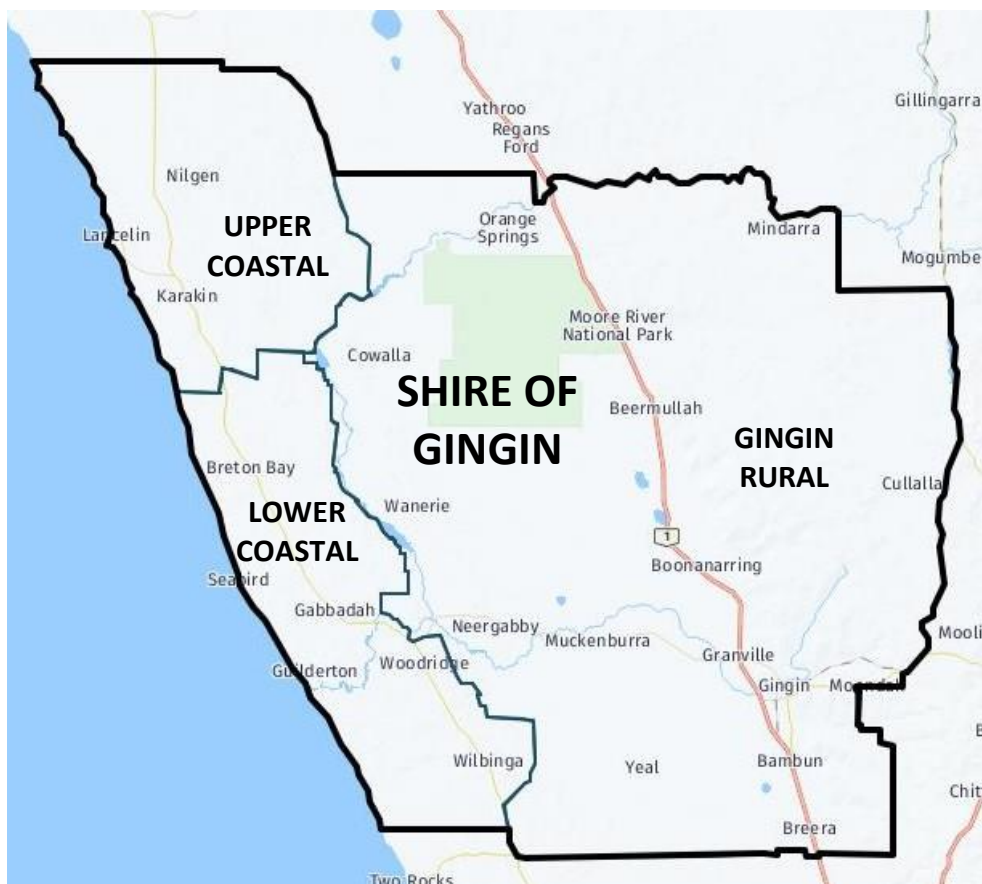 Gillingarra
Yathroo
Regans
Ford
Nilgen
Orange
Springs
Mindarra
UPPER
COASTAL
Lancelin
Mogumbe
Karakin
Moore River
National Park
Cowalla
SHIRE OF
GINGIN
Beermullah
GINGIN
RURAL
Breton Bay
Cullalla
Wanerie
LOWER
COASTAL
1
Boonanarring
Seabird
Gabbadah
Neergabby
Muckenburra
Mooli
Granville
Woodridge
Guilderton
Gingin
Wilbinga
Yeal
Bambun
Chit
Breera
Two Rocks